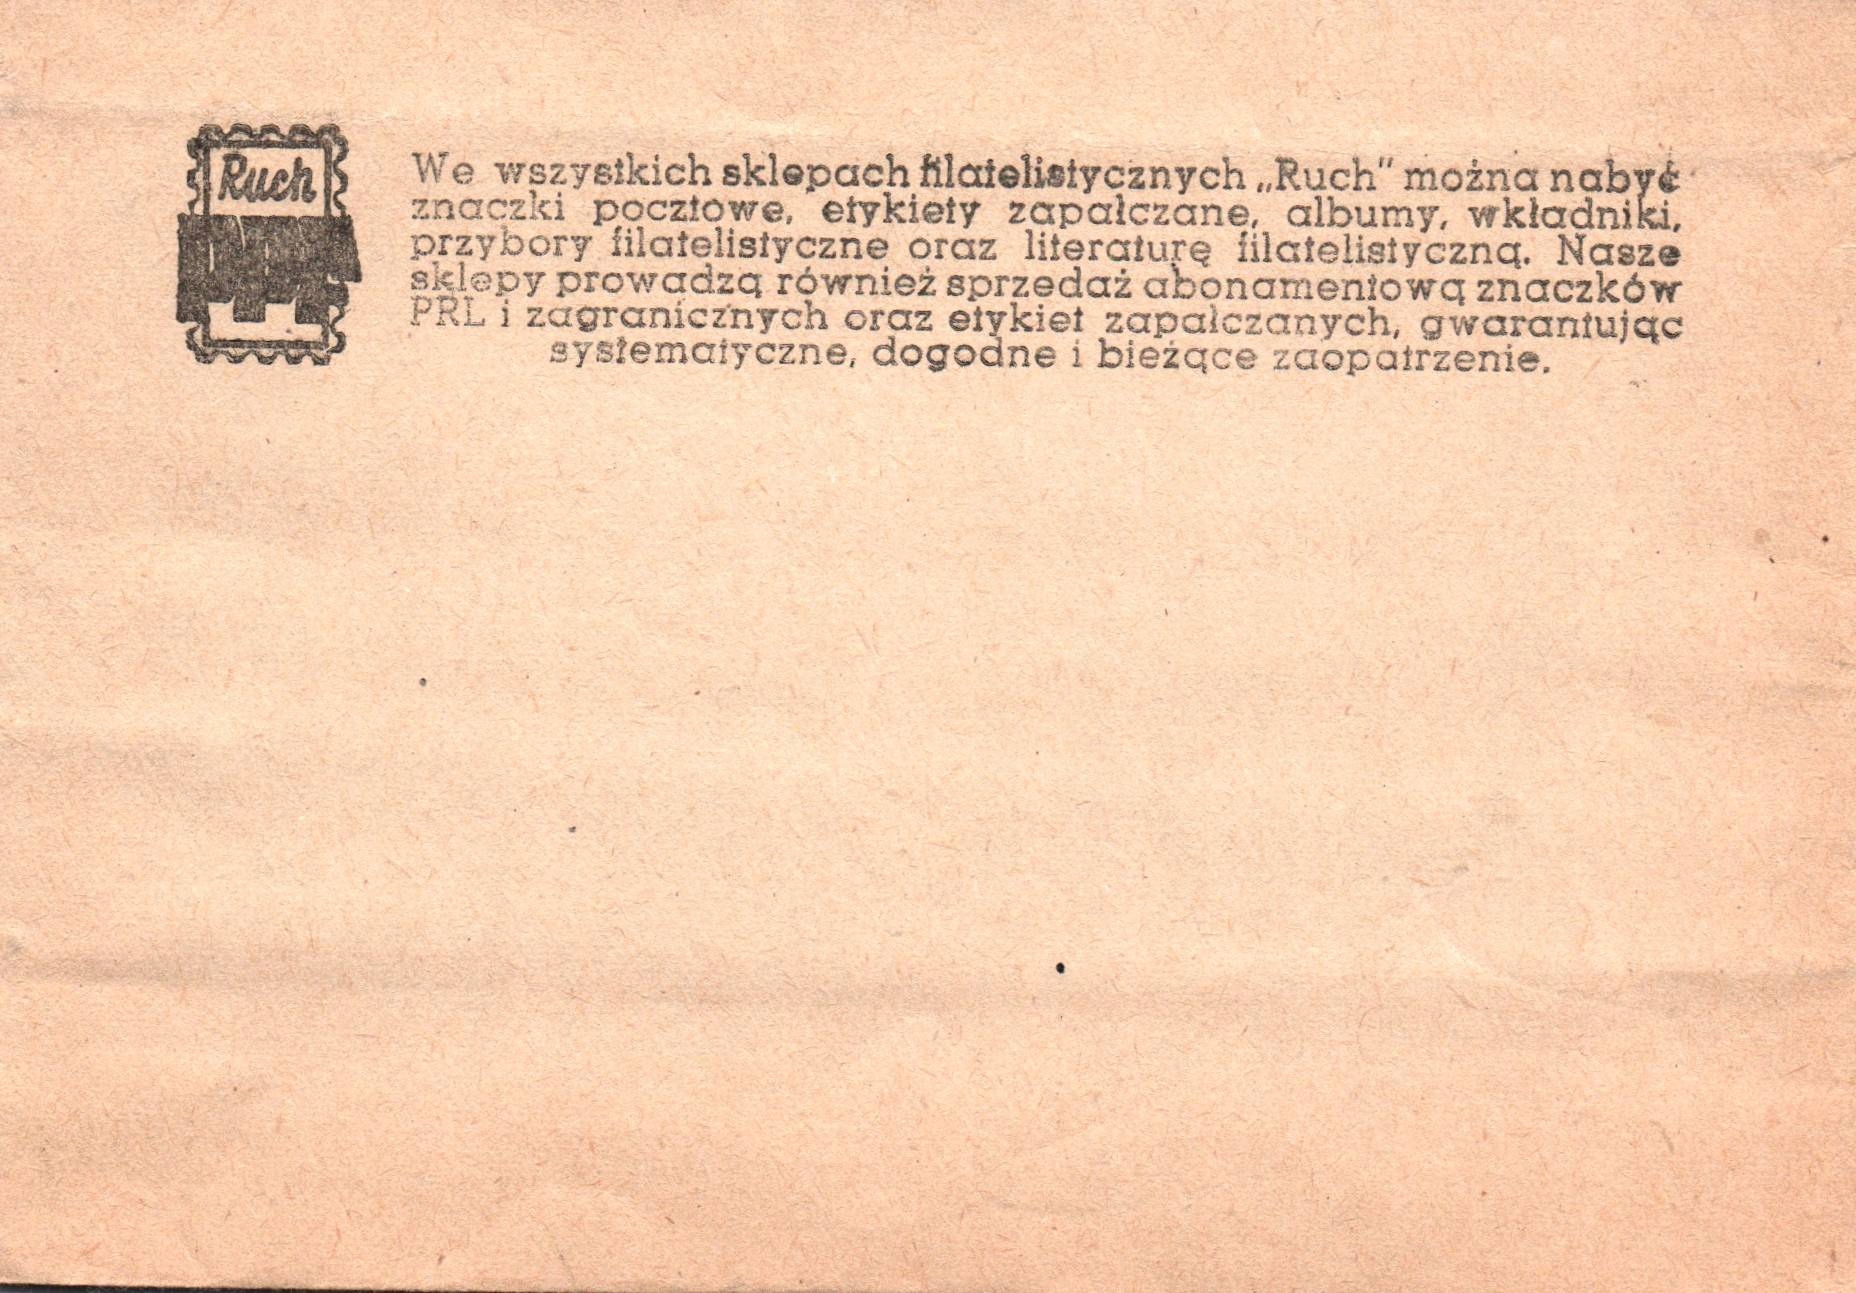 Ruch
We wszystkich sklepach filatelistycznych „Ruch" można nabyć
znaczki pocztowe, etykiety zapałczane, albumy, wkładniki,
przybory filatelistyczne oraz literaturę filatelistyczną. Nasze
sklepy prowadzą również sprzedaż abonamentową znaczków
PRL i zagranicznych oraz etykiet zapałczanych, gwarantując
systematyczne, dogodne i bieżące zaopatrzenie.